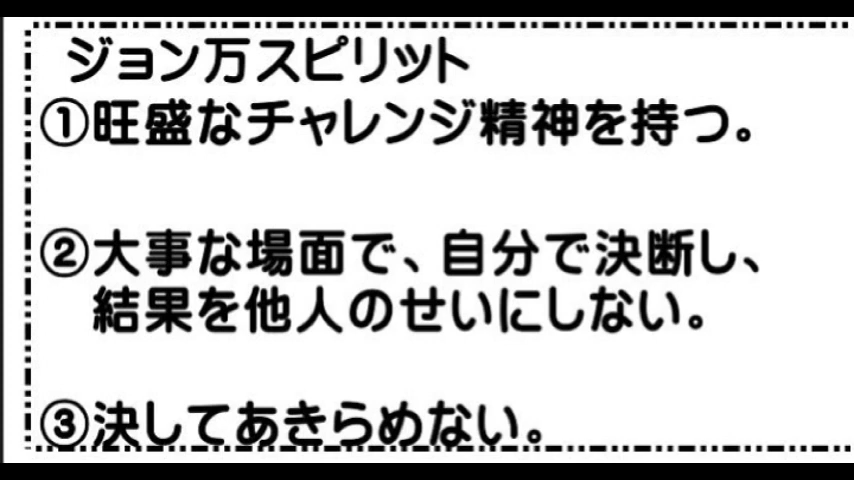 ジョン万スピリット
①旺盛なチャレンジ精神を持つ。
②大事な場面で、自分で決断し、
結果を他人のせいにしない。
③決してあきらめない。